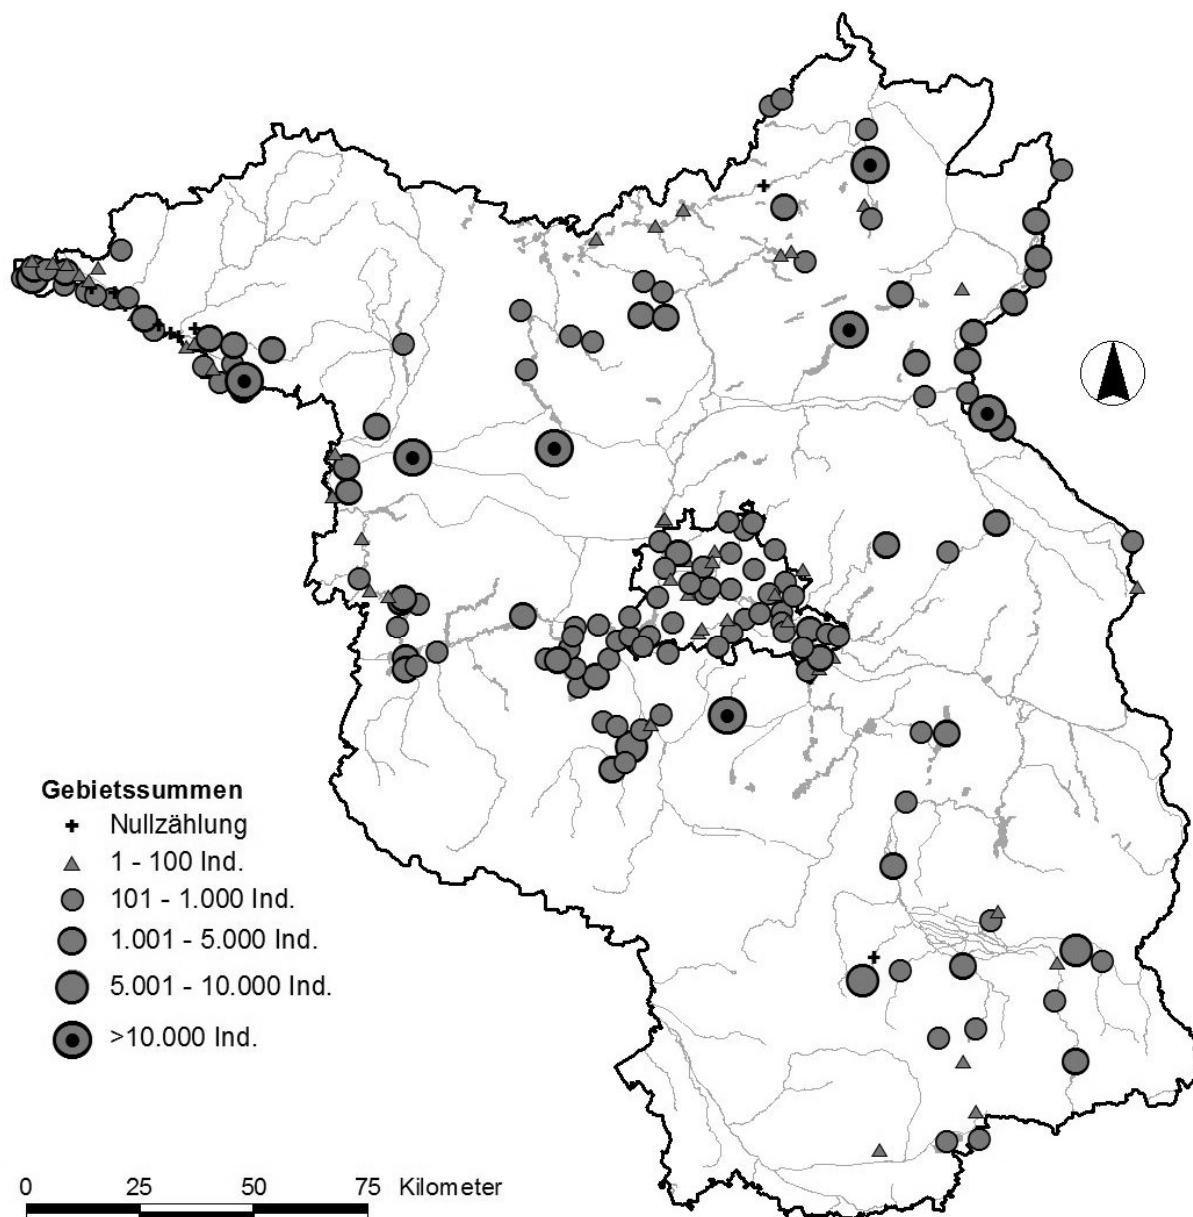 Gebietssummen
Nullzählung
1 - 100 Ind.
101 - 1.000 Ind.
1.001 - 5.000 Ind.
5.001 - 10.000 Ind.
>10.000 Ind.
0 25 50 75 Kilometer